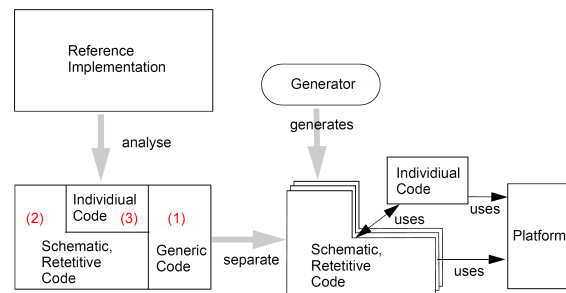 Reference
Implementation
Generator
analyse
generates
(2)
Individiual
Code
(3)
(1)
Schematic,
Retetitive
Code
Generic
Code
separate
Individiual
Code
uses
uses
Schematic,
Retetitive
Code
uses
Platform